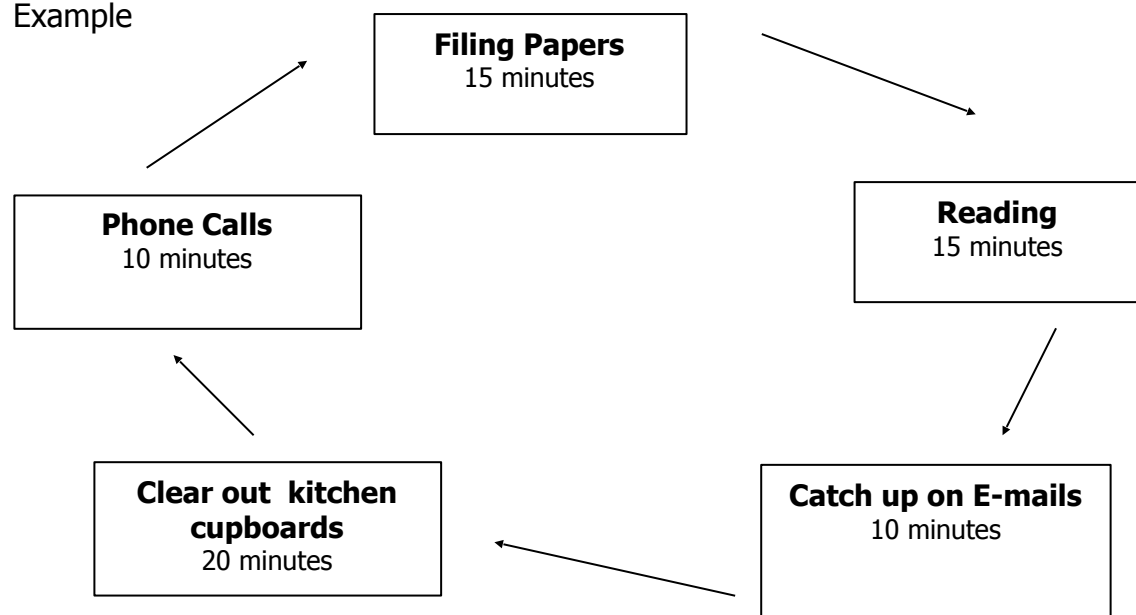 Example
Filing Papers
15 minutes
Reading
15 minutes
Catch up on E-mails
10 minutes
Clear out kitchen
cupboards
20 minutes
Phone Calls
10 minutes